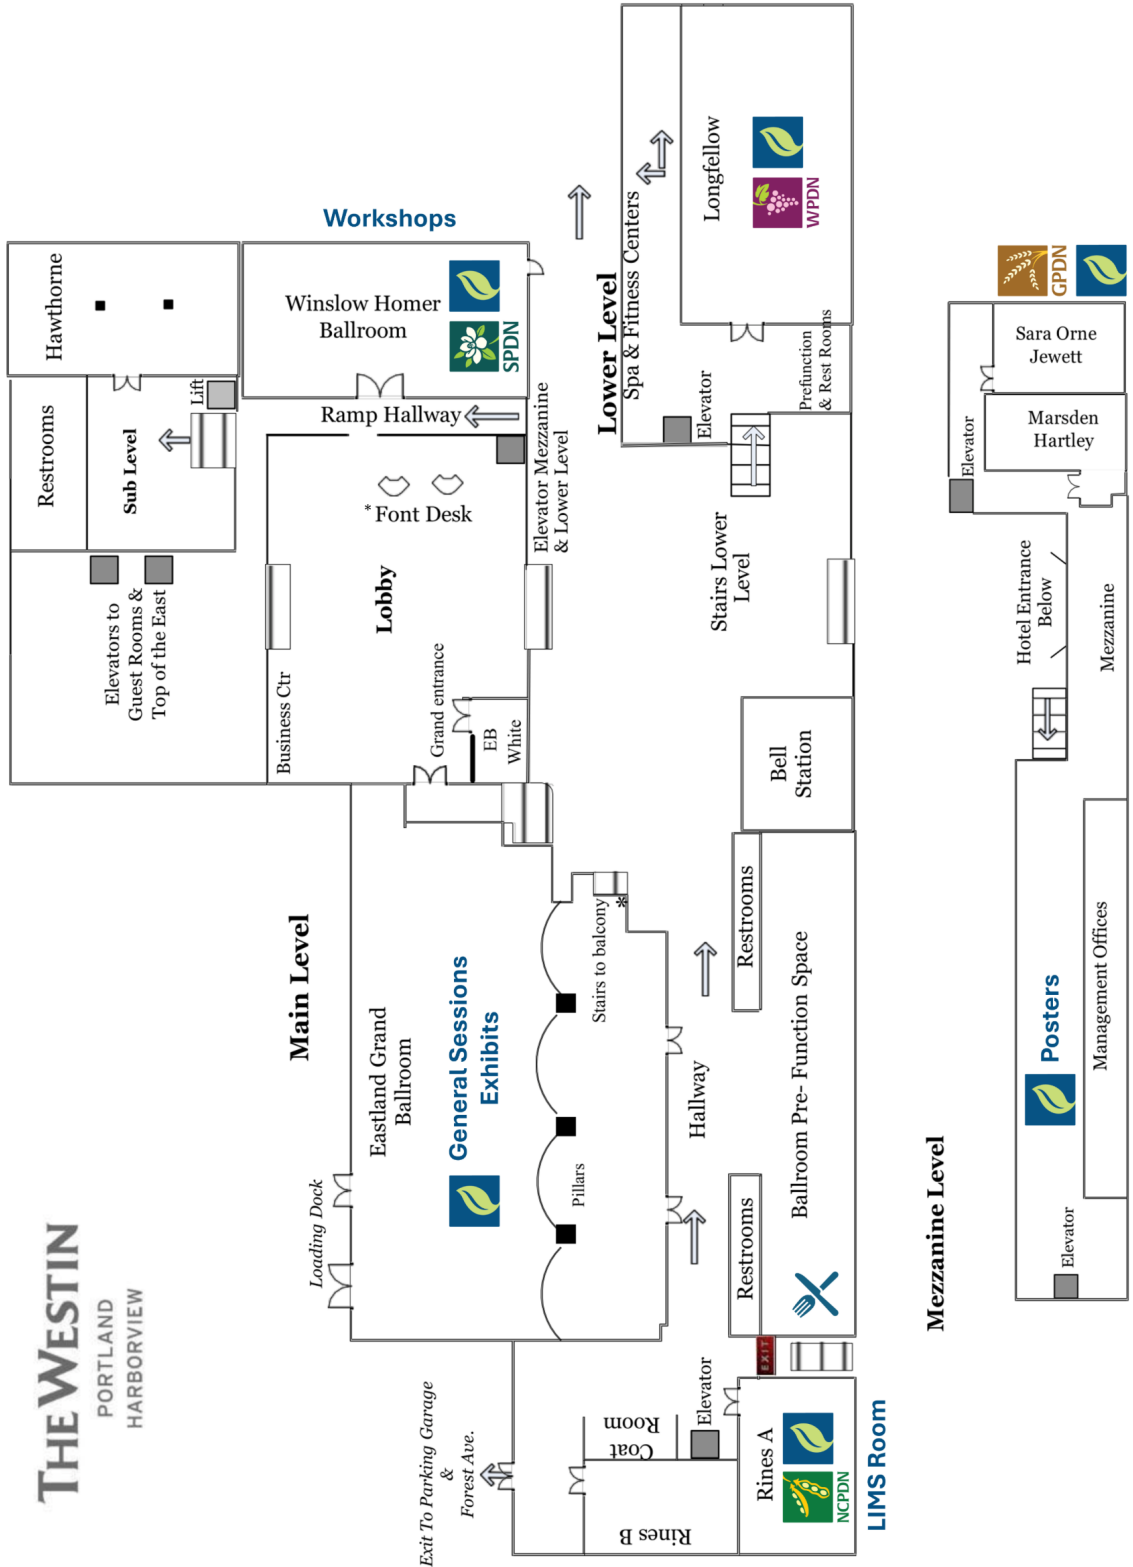 THE WESTIN
PORTLAND
HARBORVIEW
Main Level
Hawthorne
Restrooms
Sub Level
Lift
Elevators to
Guest Rooms &
Top of the East
Workshops
Winslow Homer
Ballroom
SPDN
Ramp Hallway
*Font Desk
Lobby
Business Ctr
Grand entrance
EB
White
Elevator Mezzanine
& Lower Level
Loading Dock
Eastland Grand
Ballroom
General Sessions
Exhibits
Pillars
Stairs to balcony
*
Hallway
Exit To Parking Garage
&
Forest Ave.
Coat
Room
Rines B
Elevator
Rines A
NCPDN
LIMS Room
EXIT
Restrooms
Restrooms
Ballroom Pre- Function Space
Bell
Station
Stairs Lower
Level
Lower Level
Spa & Fitness Centers
Elevator
Longfellow
WPDN
Prefunction
& Rest Rooms
Mezzanine Level
Elevator
Posters
Management Offices
Mezzanine
Hotel Entrance
Below
Elevator
Marsden
Hartley
Sara Orne
Jewett
GPDN